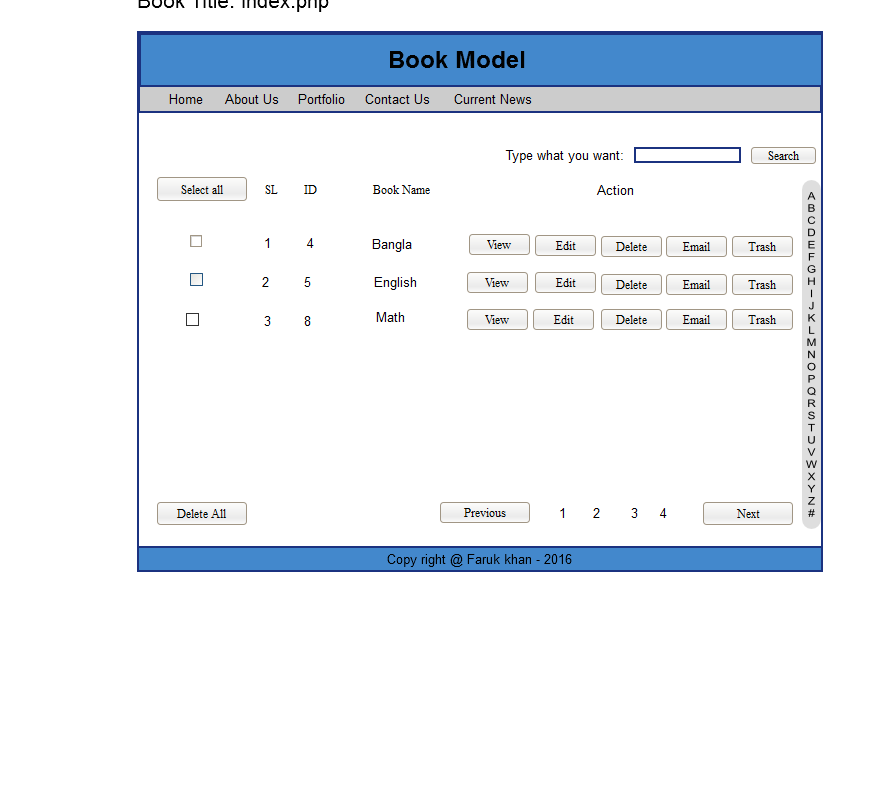 Book Title: index.php
Book Model
Home About Us Portfolio Contact Us Current News
Type what you want: Search
Select all SL ID Book Name Action
1 4 Bangla View Edit Delete Email Trash
2 5 English View Edit Delete Email Trash
3 8 Math View Edit Delete Email Trash
A
B
C
D
E
F
G
H
I
J
K
L
M
N
O
P
Q
R
S
T
U
V
W
X
Y
Z
#
Delete All Previous 1 2 3 4 Next
Copy right @ Faruk khan - 2016